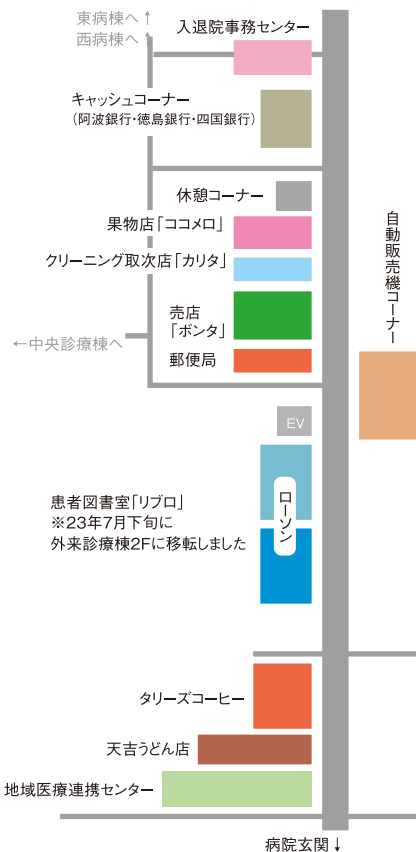 東病棟へ↑
西病棟へ↑
入退院事務センター
キャッシュコーナー
(阿波銀行・徳島銀行・四国銀行)
休憩コーナー
果物店「ココメロ」
クリーニング取次店「カリタ」
売店
「ボンタ」
郵便局
←中央診療棟へ
自動販売機コーナー
EV
患者図書室「リブロ」
※23年7月下旬に
外来診療棟2Fに移転しました
ローソン
タリーズコーヒー
天吉うどん店
地域医療連携センター
病院玄関↓